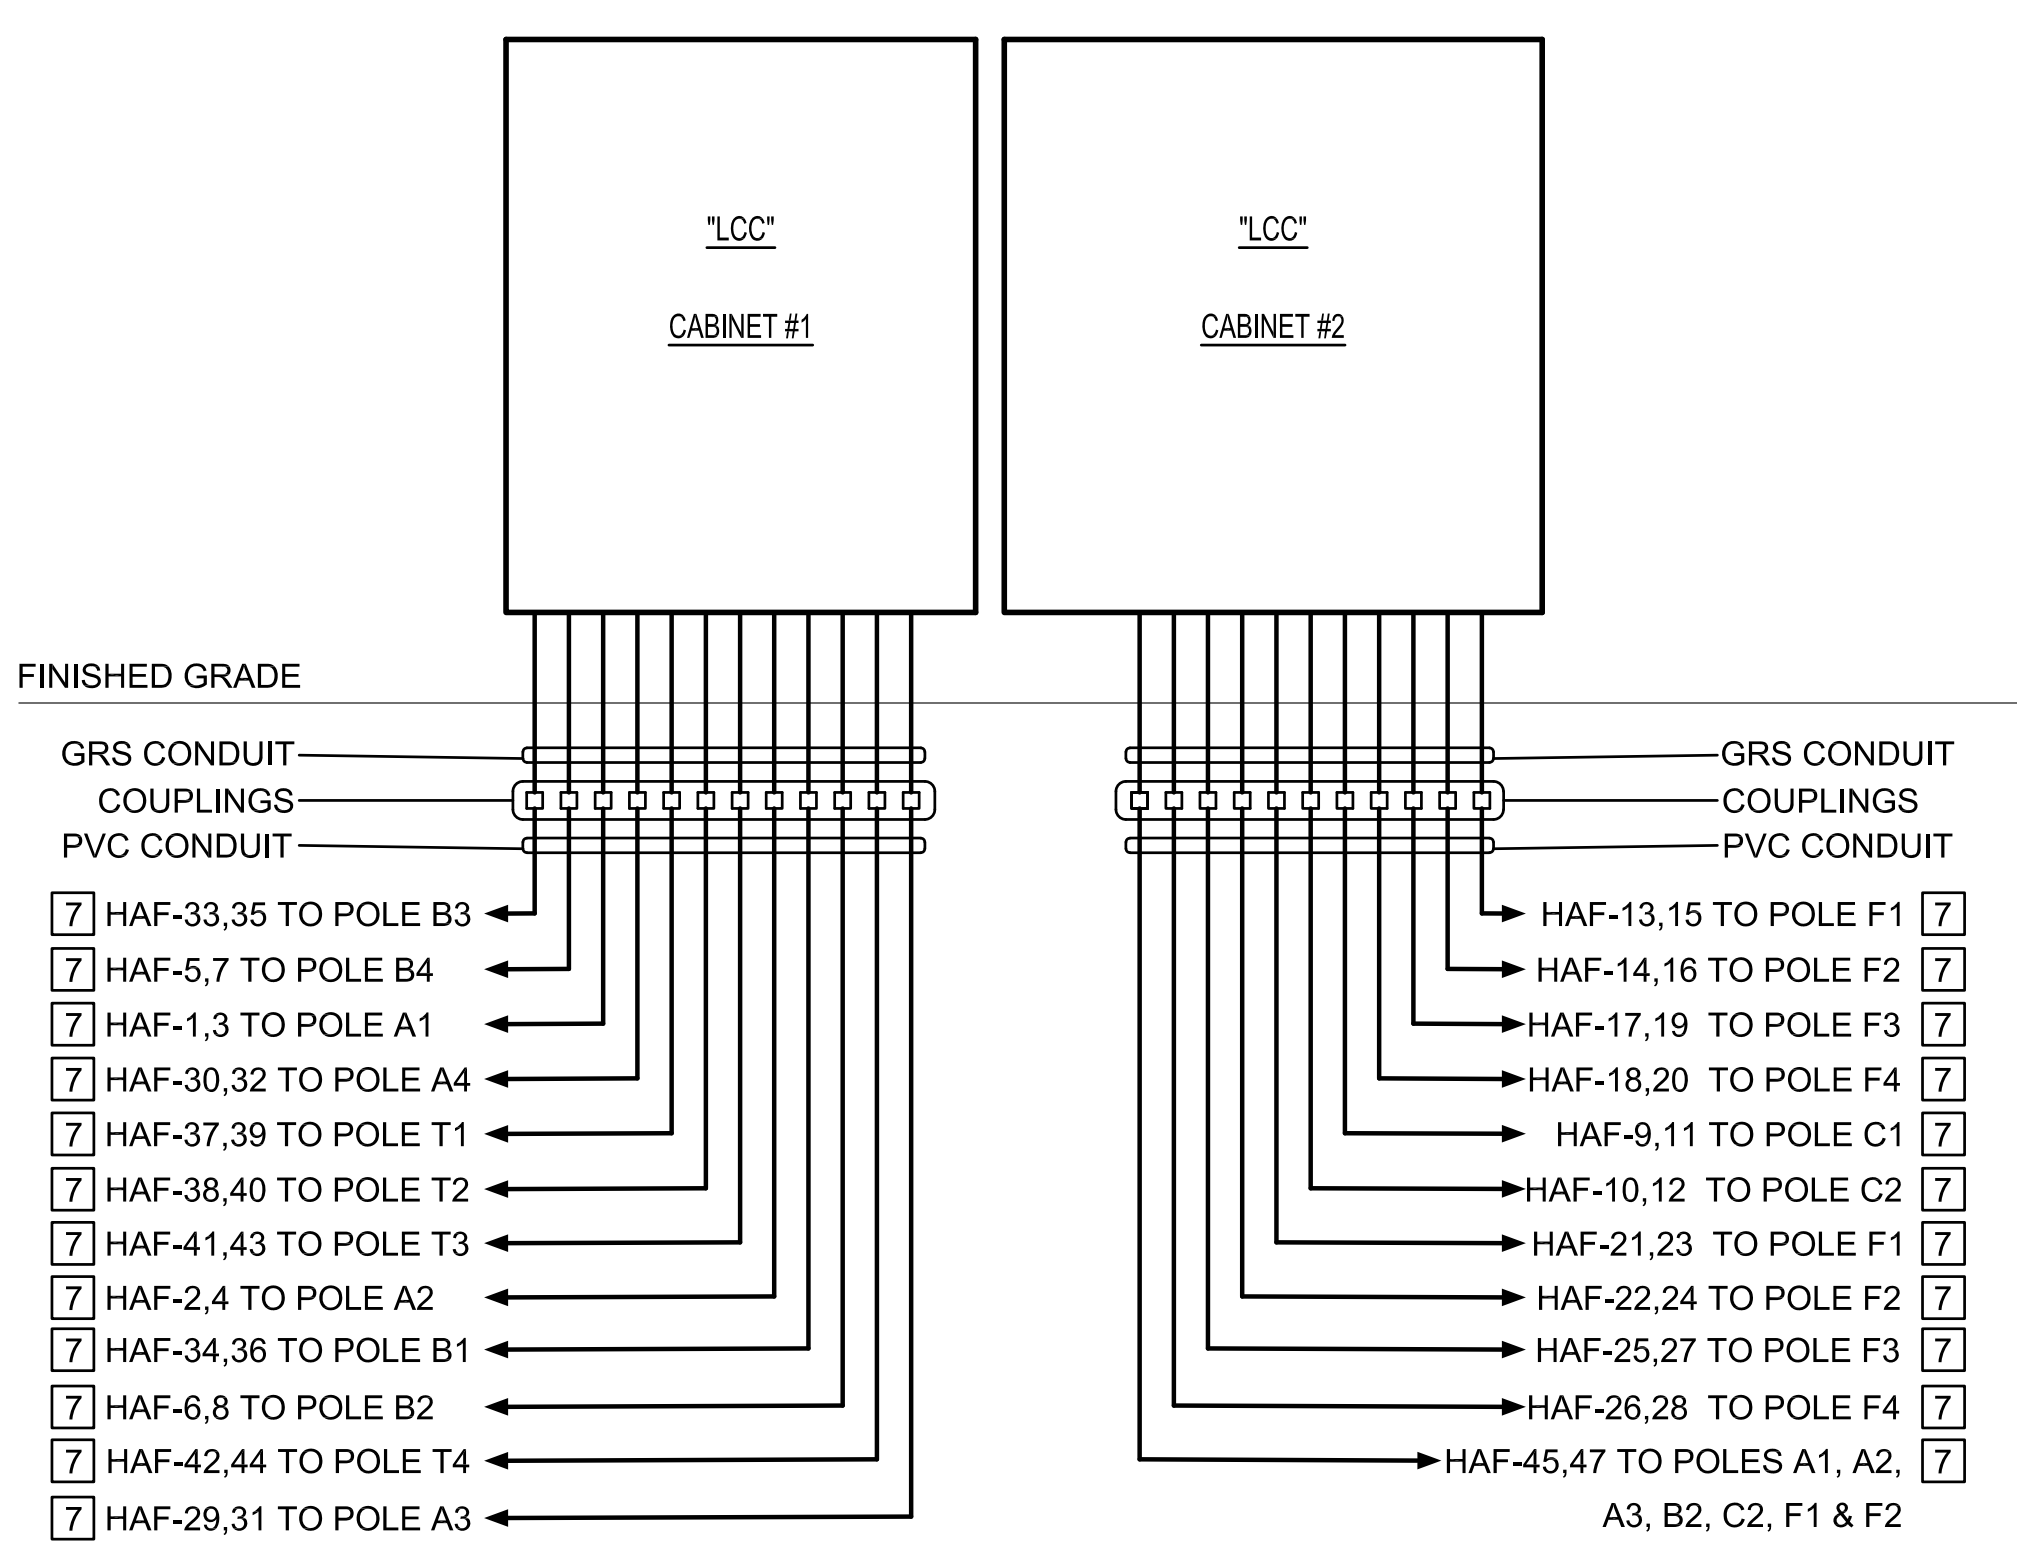 "LCC"
CABINET #1
"LCC"
CABINET #2
FINISHED GRADE
GRS CONDUIT
COUPLINGS
PVC CONDUIT
7 HAF-33,35 TO POLE B3
7 HAF-5,7 TO POLE B4
7 HAF-1,3 TO POLE A1
7 HAF-30,32 TO POLE A4
7 HAF-37,39 TO POLE T1
7 HAF-38,40 TO POLE T2
7 HAF-41,43 TO POLE T3
7 HAF-2,4 TO POLE A2
7 HAF-34,36 TO POLE B1
7 HAF-6,8 TO POLE B2
7 HAF-42,44 TO POLE T4
7 HAF-29,31 TO POLE A3
GRS CONDUIT
COUPLINGS
PVC CONDUIT
HAF-13,15 TO POLE F1 7
HAF-14,16 TO POLE F2 7
HAF-17,19 TO POLE F3 7
HAF-18,20 TO POLE F4 7
HAF-9,11 TO POLE C1 7
HAF-10,12 TO POLE C2 7
HAF-21,23 TO POLE F1 7
HAF-22,24 TO POLE F2 7
HAF-25,27 TO POLE F3 7
HAF-26,28 TO POLE F4 7
HAF-45,47 TO POLES A1, A2, 7
A3, B2, C2, F1 & F2